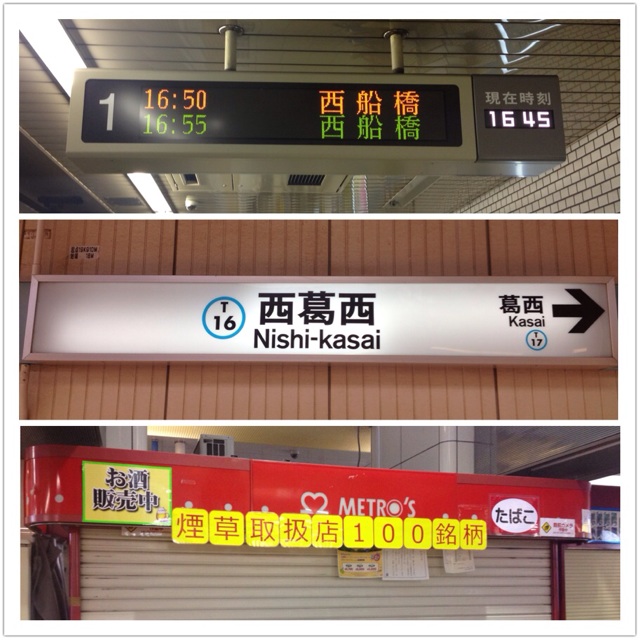 1 16:50 西船橋
16:55 西船橋
現在時刻
16 45
T
16
西葛西
Nishi-kasai
葛西
Kasai
T
17
お酒
販売中
METRO'S
たばこ
煙草取扱店100銘柄